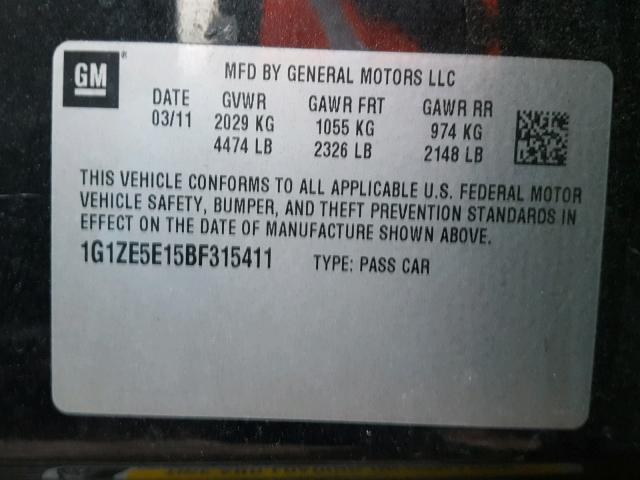 GM®
MFD BY GENERAL MOTORS LLC
DATE GVWR GAWR FRT GAWR RR
03/11 2029 KG 1055 KG 974 KG
4474 LB 2326 LB 2148 LB
THIS VEHICLE CONFORMS TO ALL APPLICABLE U.S. FEDERAL MOTOR
VEHICLE SAFETY, BUMPER, AND THEFT PREVENTION STANDARDS IN
EFFECT ON THE DATE OF MANUFACTURE SHOWN ABOVE.
1G1ZE5E15BF315411 TYPE: PASS CAR